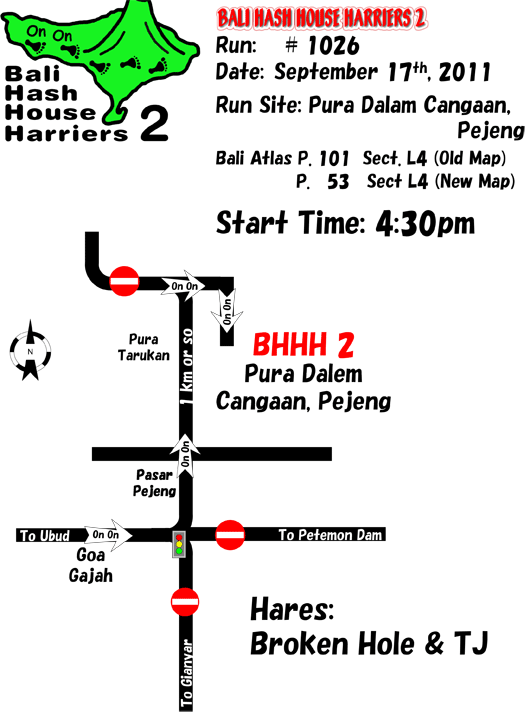 On On
Bali
Hash
House
Harriers 2
BALI HASH HOUSE HARRIERS 2
Run: # 1026
Date: September 17th, 2011
Run Site: Pura Dalam Cangaan,
Pejeng
Bali Atlas P. 101 Sect. L4 (Old Map)
P. 53 Sect L4 (New Map)
Start Time: 4:30pm
On On
On On
Pura
Tarukan
1 km or so
N
BHHH 2
Pura Dalem
Cangaan, Pejeng
On On
Pasar
Pejeng
To Ubud
On On
To Petemon Dam
Goa
Gajah
Hares:
Broken Hole & TJ
To Gianyar